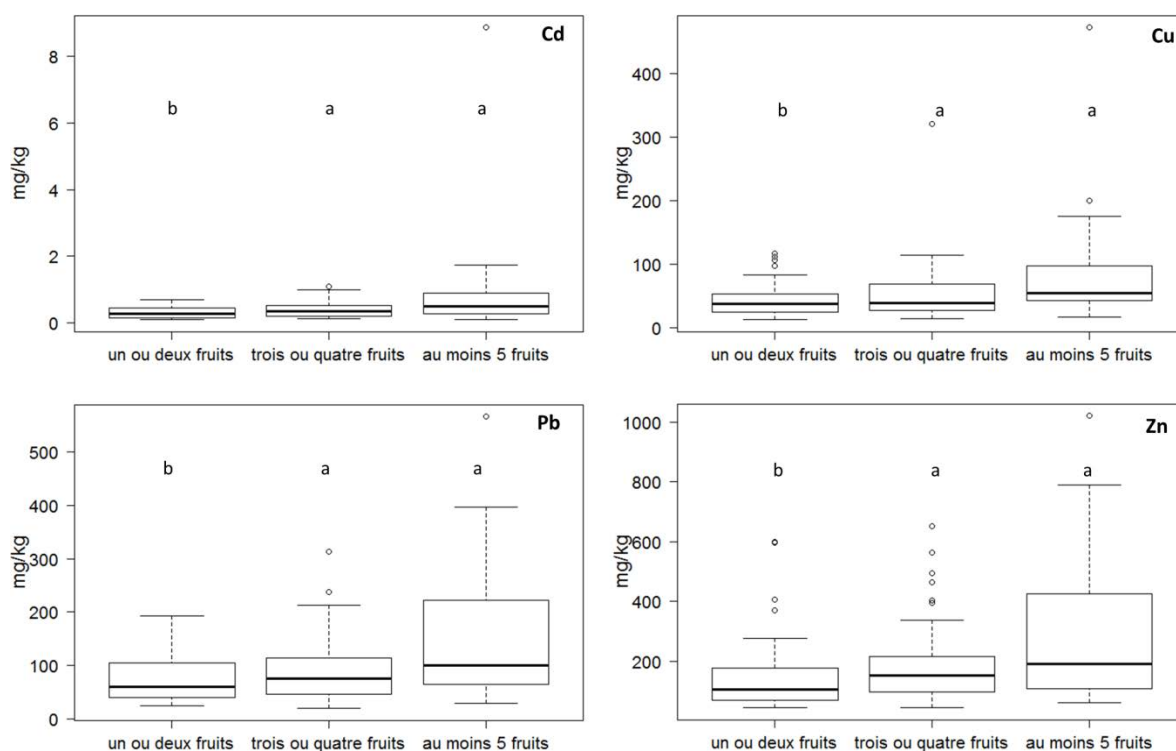 Cd
8
6
4
2
0
mg/kg
b a a
un ou deux fruits trois ou quatre fruits au moins 5 fruits
Cu
400
300
200
100
0
mg/kg
b a a
un ou deux fruits trois ou quatre fruits au moins 5 fruits
Pb
500
400
300
200
100
0
mg/kg
b a a
un ou deux fruits trois ou quatre fruits au moins 5 fruits
Zn
1000
800
600
400
200
mg/kg
b a a
un ou deux fruits trois ou quatre fruits au moins 5 fruits